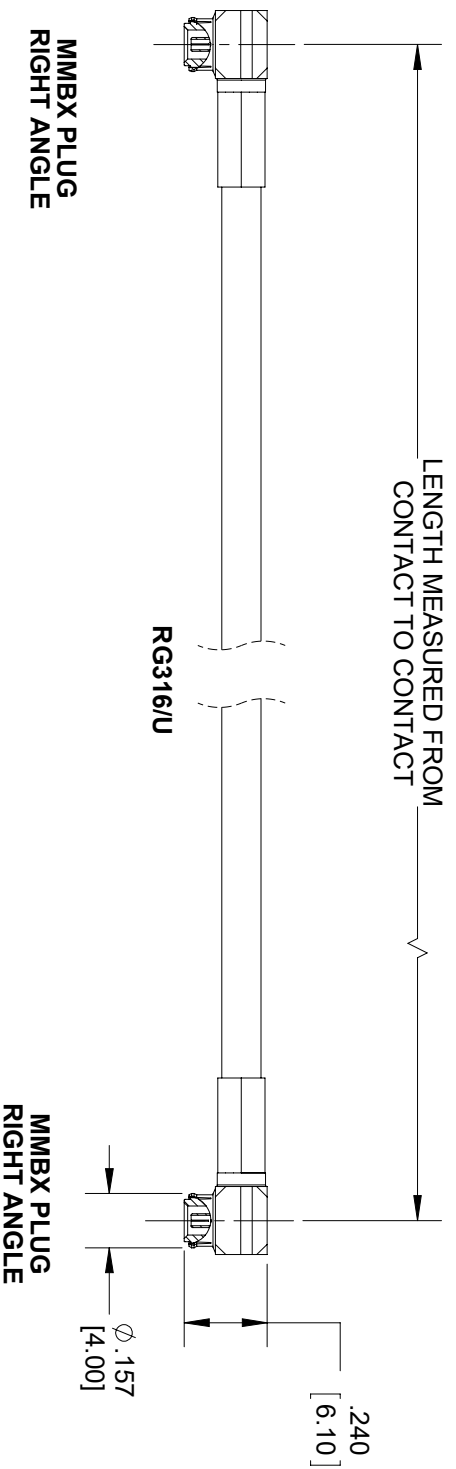 LENGTH MEASURED FROM
CONTACT TO CONTACT
.240
[6.10]
RG316/U
Ø .157
[4.00]
MMBX PLUG
RIGHT ANGLE
MMBX PLUG
RIGHT ANGLE